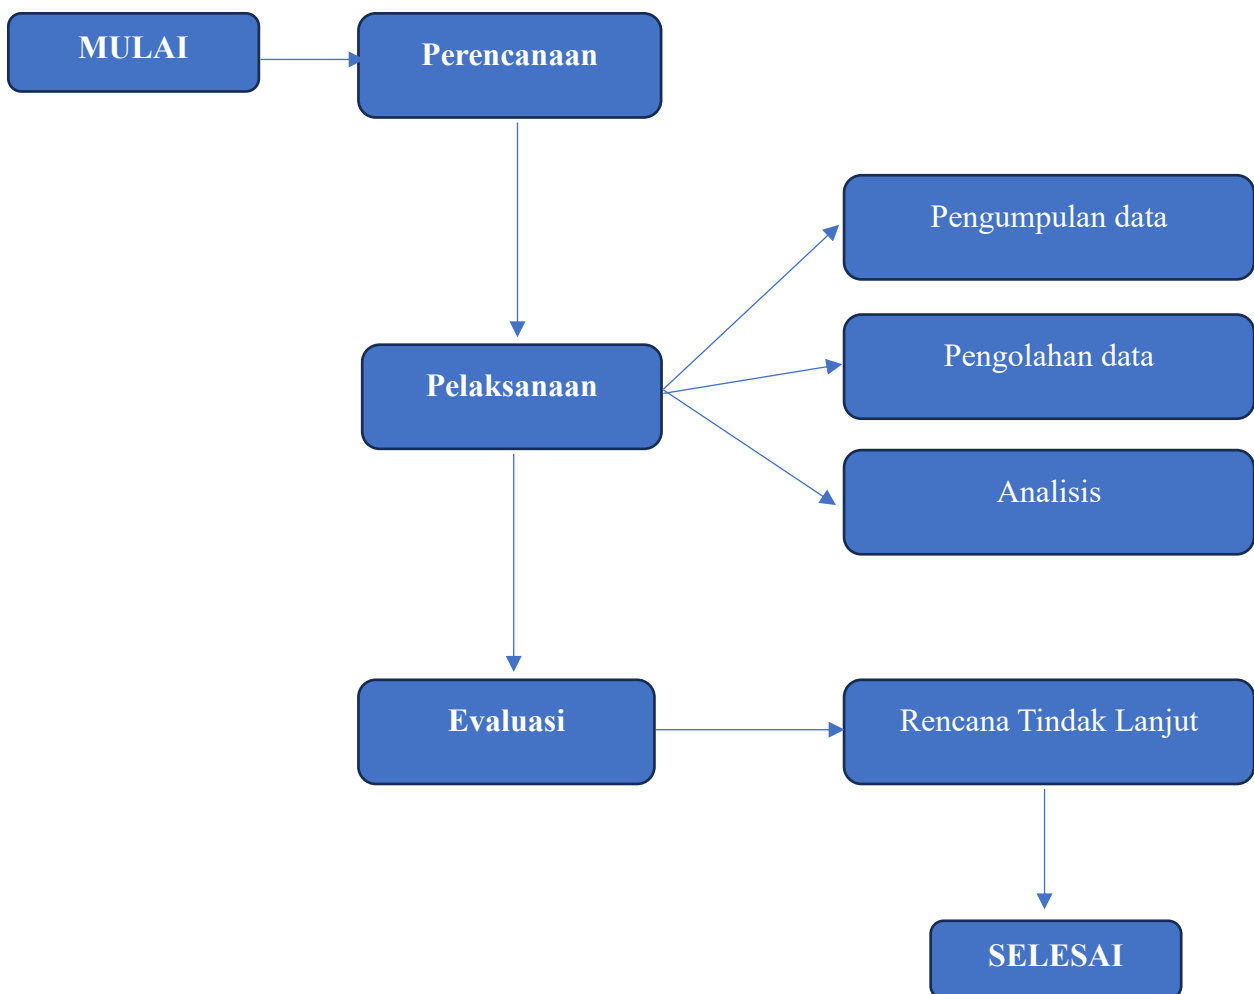 MULAI
Perencanaan
Pengumpulan data
Pengolahan data
Pelaksanaan
Analisis
Evaluasi
Rencana Tindak Lanjut
SELESAI